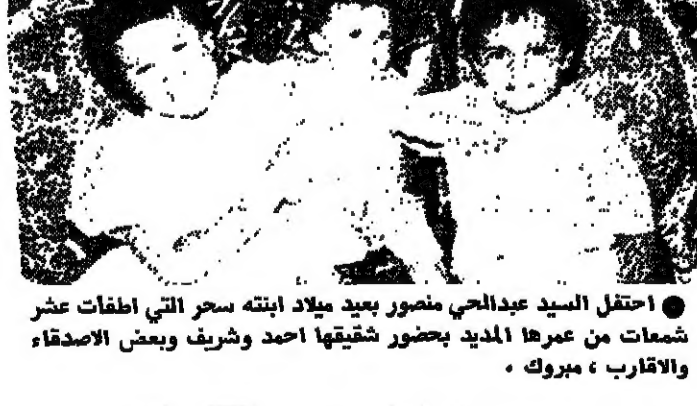 ● احتفل السيد عبدالحي منصور بعيد ميلاد ابنته سحر التي اطفأت عشر
شمعات من عمرها المديد بحضور شقيقها احمد وشريف وبعض الاصدقاء
والاقارب ، مبروك .